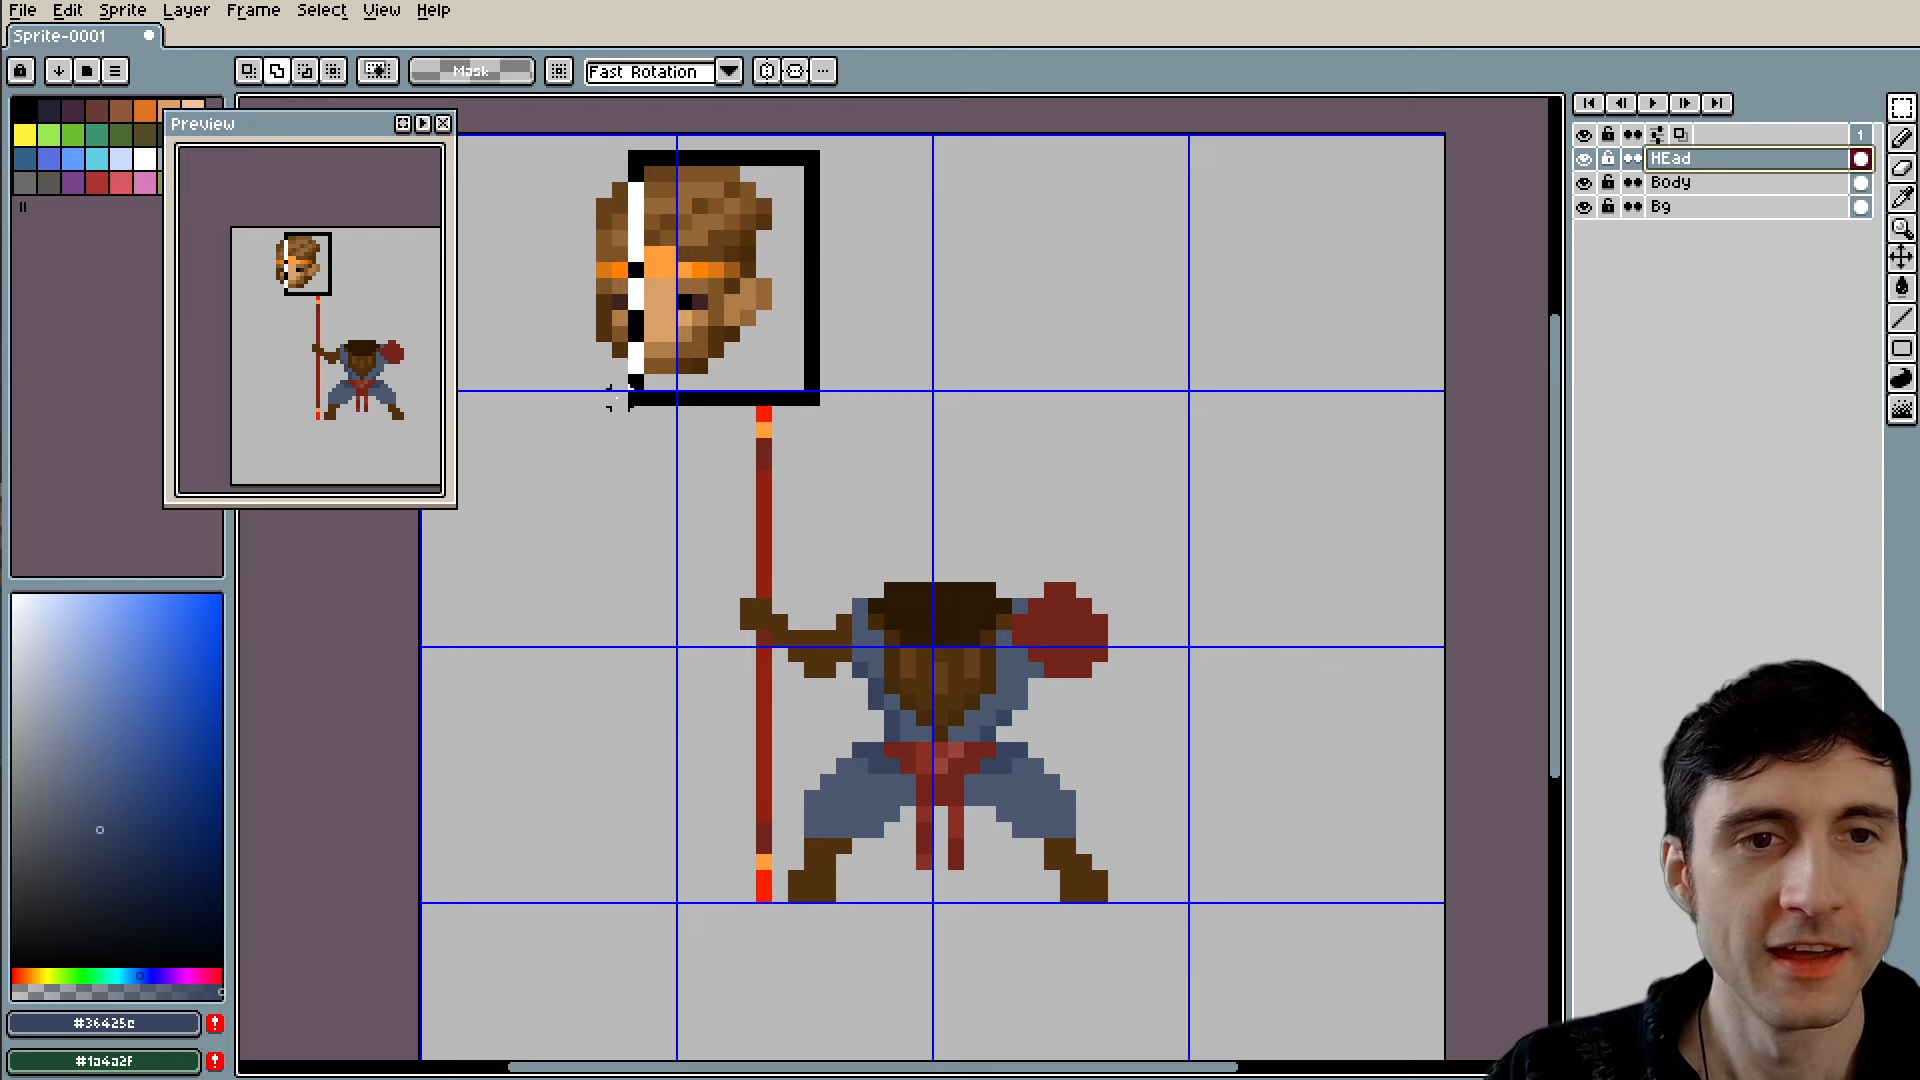 File Edit Sprite Layer Frame Select View Help
Sprite-0001
Mask
Fast Rotation
Preview
1
HEad
Body
Bg
#36425c
#1a4a2f